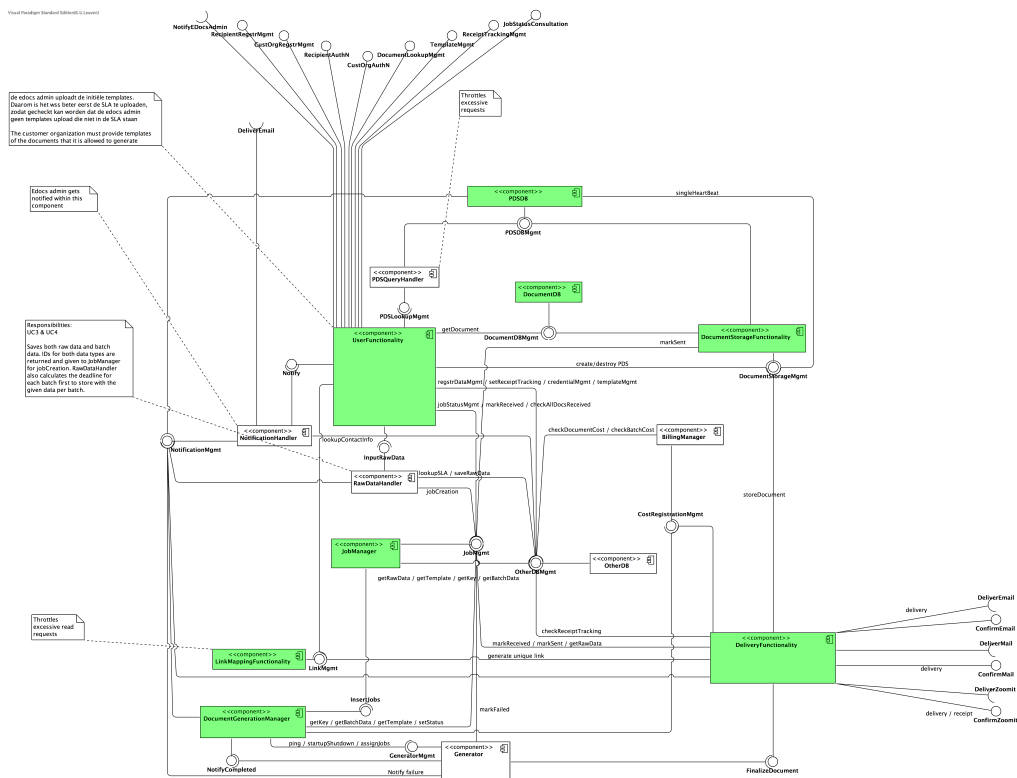 Visual Paradigm Standard Edition(K.U.Leuven)
JobStatusConsultation
NotifyEDocsAdmin
ReceiptTrackingMgmt
RecipientRegstrMgmt
TemplateMgmt
CustOrgRegstrMgmt
RecipientAuthN
DocumentLookupMgmt
CustOrgAuthN
de edocs admin uploadt de initiële templates.
Daarom is het wss beter eerst de SLA te uploaden,
zodat gecheckt kan worden dat de edocs admin
geen templates upload die niet in de SLA staan
The customer organization must provide templates
of the documents that it is allowed to generate
Throttles
excessive
requests
DeliverEmail
Edocs admin gets
notified within this
component
<<component>>
PDSDB
singleHeartBeat
PDSDBMgmt
<<component>>
PDSQueryHandler
<<component>>
DocumentDB
PDSLookupMgmt
Responsibilities:
UC3 & UC4
Saves both raw data and batch
data. IDs for both data types are
returned and given to JobManager
for jobCreation. RawDataHandler
also calculates the deadline for
each batch first to store with the
given data per batch.
<<component>>
UserFunctionality
getDocument
DocumentDBMgmt
<<component>>
DocumentStorageFunctionality
markSent
create/destroy PDS
DocumentStorageMgmt
Notify
regstrDataMgmt / setReceiptTracking / credentialMgmt / templateMgmt
jobStatusMgmt / markReceived / checkAllDocsReceived
<<component>>
NotificationHandler
lookupContactInfo
checkDocumentCost / checkBatchCost
<<component>>
BillingManager
NotificationMgmt
InputRawData
<<component>>
RawDataHandler
lookupSLA / saveRawData
jobCreation
storeDocument
CostRegistrationMgmt
<<component>>
JobManager
JobMgmt
OtherDBMgmt
<<component>>
OtherDB
getRawData / getTemplate / getKey / getBatchData
Throttles
excessive read
requests
DeliverEmail
delivery
ConfirmEmail
checkReceiptTracking
<<component>>
DeliveryFunctionality
markReceived / markSent / getRawData
DeliverMail
<<component>>
LinkMappingFunctionality
LinkMgmt
generate unique link
delivery
ConfirmMail
DeliverZoomit
InsertJobs
<<component>>
DocumentGenerationManager
markFailed
delivery / receipt
ConfirmZoomit
getKey / getBatchData / getTemplate / setStatus
ping / startupShutdown / assignJobs
GeneratorMgmt
<<component>>
Generator
NotifyCompleted
Notify failure
FinalizeDocument